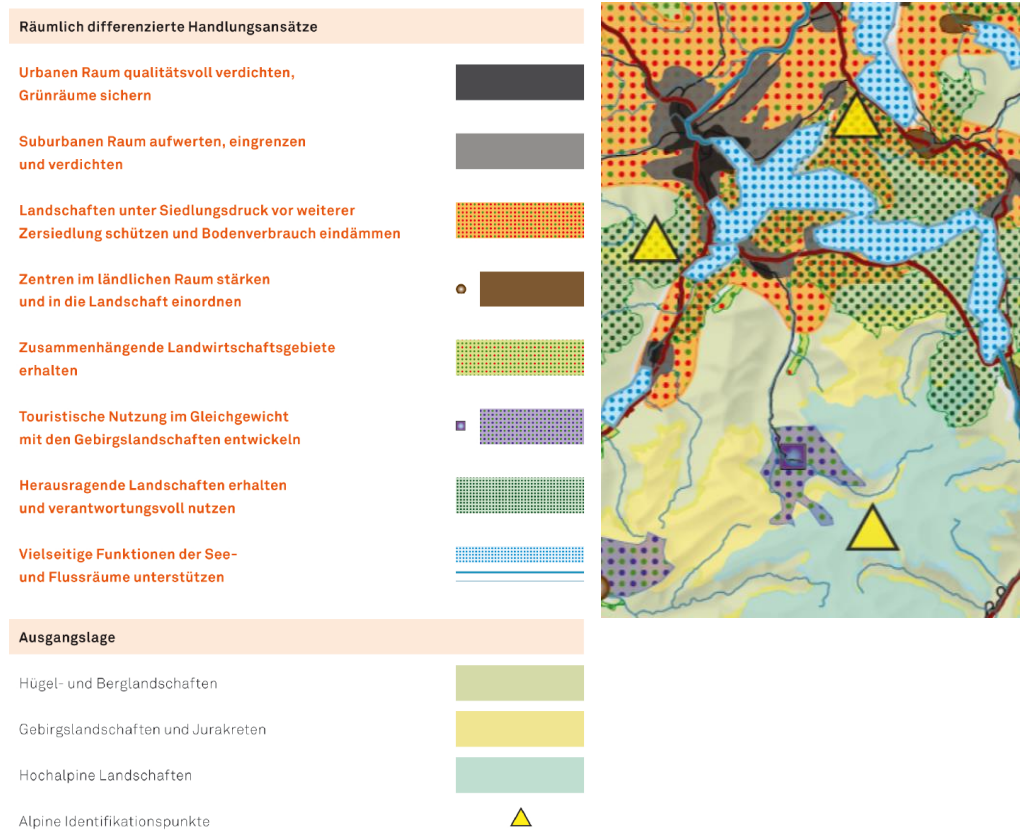 Räumlich differenzierte Handlungsansätze
Urbanen Raum qualitätsvoll verdichten,
Grünräume sichern
Suburbanen Raum aufwerten, eingrenzen
und verdichten
Landschaften unter Siedlungsdruck vor weiterer
Zersiedlung schützen und Bodenverbrauch eindämmen
Zentren im ländlichen Raum stärken
und in die Landschaft einordnen
Zusammenhängende Landwirtschaftsgebiete
erhalten
Touristische Nutzung im Gleichgewicht
mit den Gebirgslandschaften entwickeln
Herausragende Landschaften erhalten
und verantwortungsvoll nutzen
Vielseitige Funktionen der See-
und Flussräume unterstützen
Ausgangslage
Hügel- und Berglandschaften
Gebirgslandschaften und Jurakreten
Hochalpine Landschaften
Alpine Identifikationspunkte